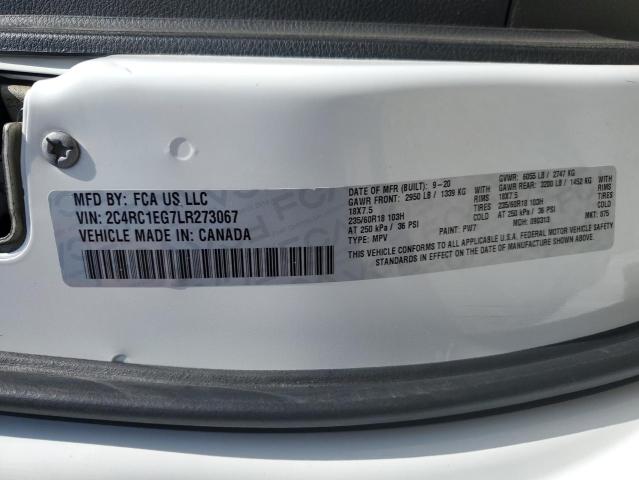 MFD BY: FCA US LLC
VIN: 2C4RC1EG7LR273067
VEHICLE MADE IN: CANADA
DATE OF MFR (BUILT): 9-20
GVWR: 6055 LB / 2747 KG
GAWR FRONT: 2950 LB / 1339 KG WITH
GAWR REAR: 3200 LB / 1452 KG WITH
18X7.5 RIMS
18X7.5 RIMS
235/60R18 103H TIRES
235/60R18 103H TIRES
AT 250 kPa / 36 PSI COLD
AT 250 kPa / 36 PSI COLD
TYPE: MPV PAINT: PW7 MDH: 090313 MKT: 875
THIS VEHICLE CONFORMS TO ALL APPLICABLE U.S.A. FEDERAL MOTOR VEHICLE SAFETY
STANDARDS IN EFFECT ON THE DATE OF MANUFACTURE SHOWN ABOVE.